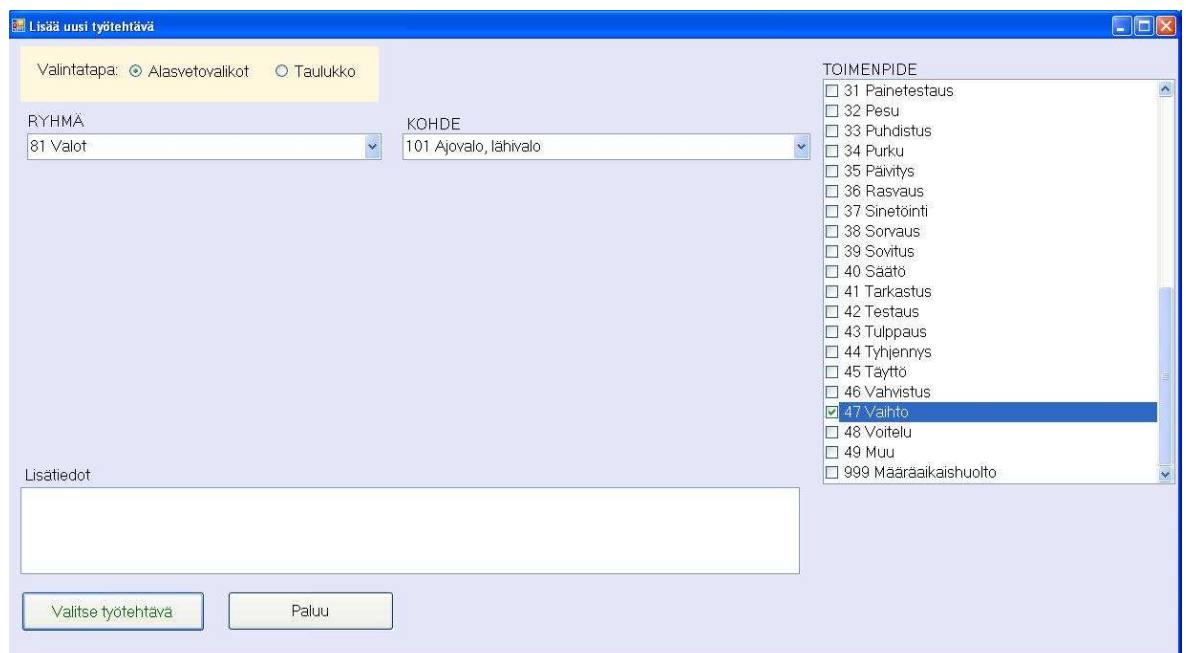 Lisää uusi työtehtävä
Valintatapa: Alasvetovalikot Taulukko
RYHMÄ
81 Valot
KOHDE
101 Ajovalo, lähivalo
TOIMENPIDE
31 Painetestaus
32 Pesu
33 Puhdistus
34 Purku
35 Päivitys
36 Rasvaus
37 Sinetöinti
38 Sorvaus
39 Sovitus
40 Säätö
41 Tarkastus
42 Testaus
43 Tulppaus
44 Tyhjennys
45 Täyttö
46 Vahvistus
47 Vaihto
48 Voitelu
49 Muu
999 Määräaikaishuolto
Lisätiedot
Valitse työtehtävä
Paluu